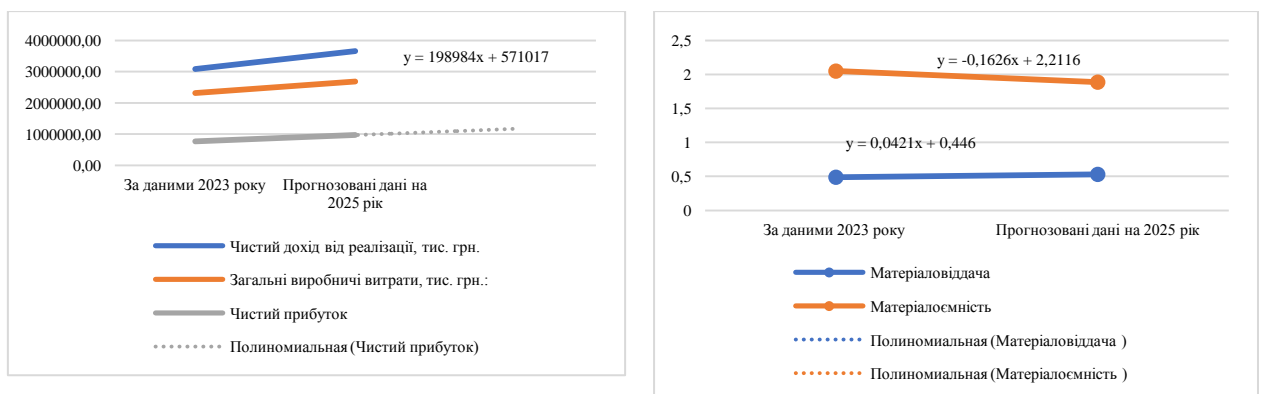 4000000,00
3000000,00
2000000,00
1000000,00
0,00
y = 198984x + 571017
За даними 2023 року
Прогнозовані дані на
2025 рік
Чистий дохід від реалізації, тис. грн.
Загальні виробничі витрати, тис. грн.:
Чистий прибуток
Полиномиальная (Чистий прибуток)
2,5
2
1,5
1
0,5
0
y = -0,1626x + 2,2116
y = 0,0421x + 0,446
За даними 2023 року
Прогнозовані дані на 2025 рік
Матеріаловіддача
Матеріалоємність
Полиномиальная (Матеріаловіддача )
Полиномиальная (Матеріалоємність )